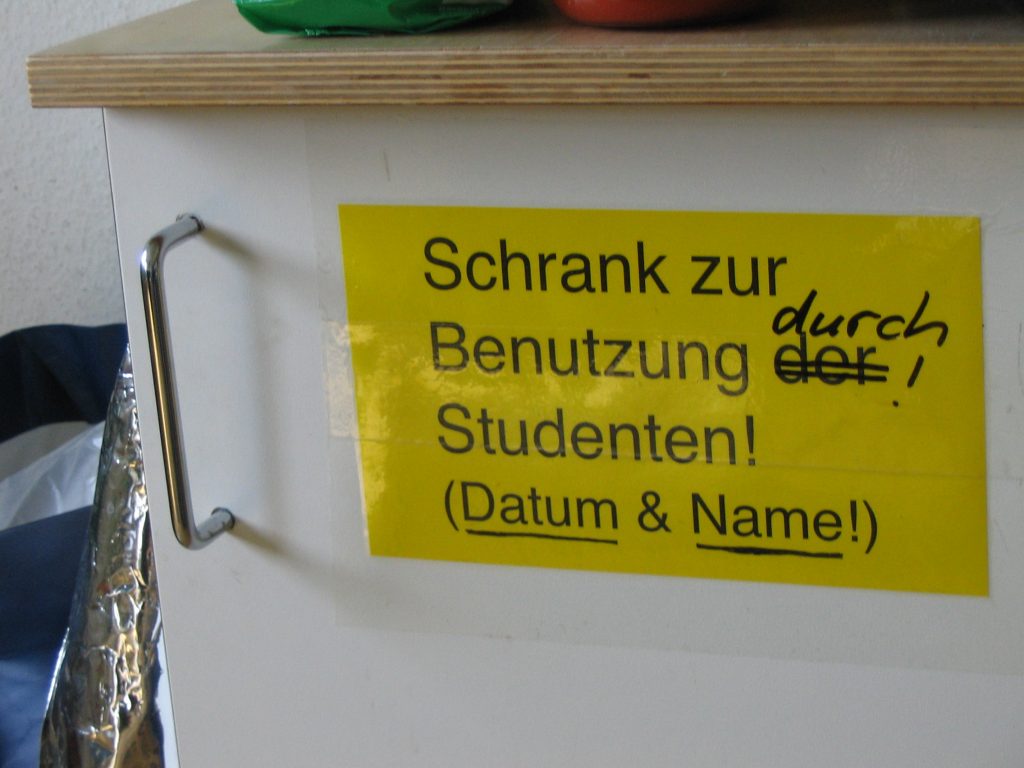 Schrank zur
Benutzung der durch!
Studenten!
(Datum & Name!)